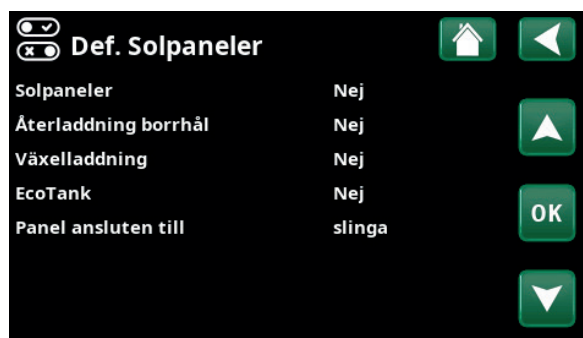 Def. Solpaneler
Solpaneler Nej
Återladdning borrhål Nej
Växelladdning Nej
EcoTank Nej
Panel ansluten till slinga
OK